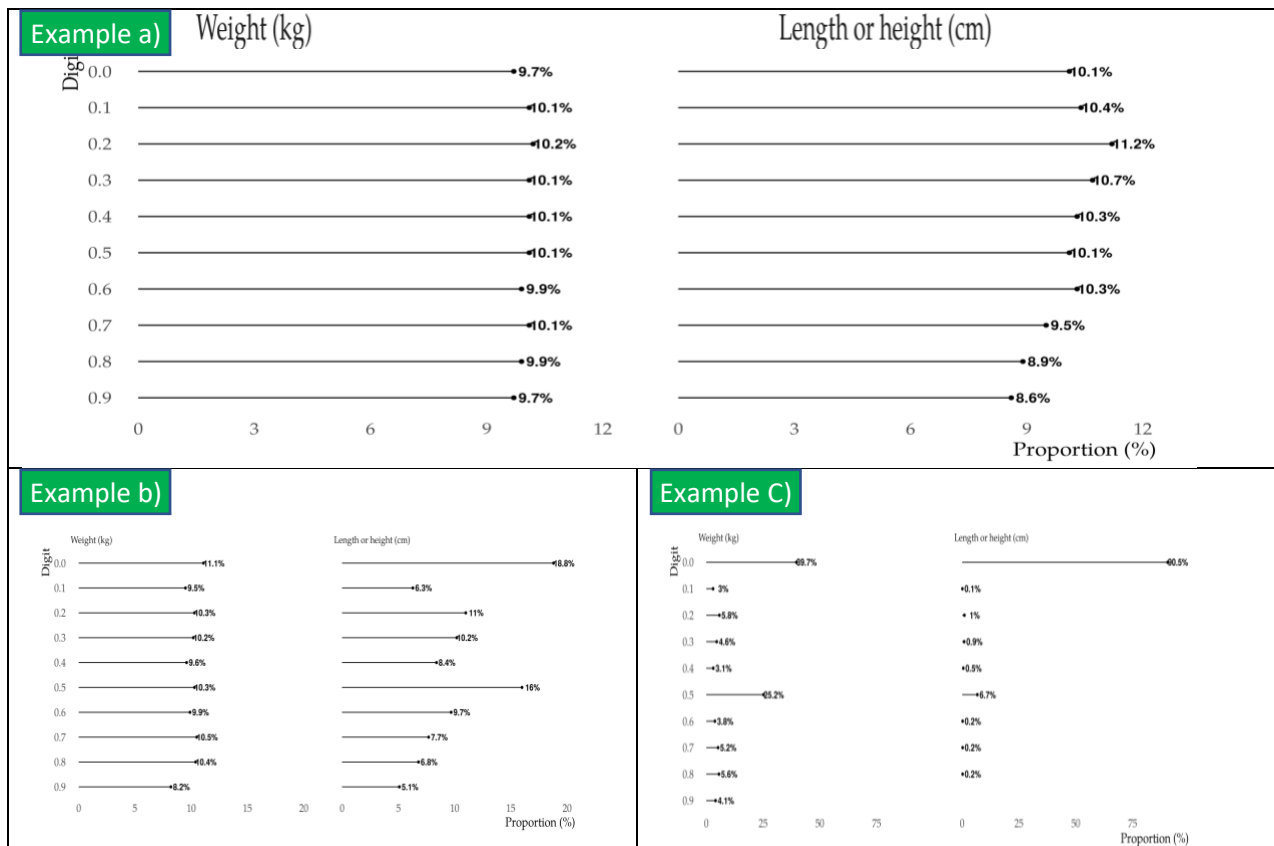 Example a)
Weight (kg)
Length or height (cm)
Digit
0.0 9.7% 10.1%
0.1 10.1% 10.4%
0.2 10.2% 11.2%
0.3 10.1% 10.7%
0.4 10.1% 10.3%
0.5 10.1% 10.1%
0.6 9.9% 10.3%
0.7 10.1% 9.5%
0.8 9.9% 8.9%
0.9 9.7% 8.6%
0 3 6 9 12 0 3 6 9 12
Proportion (%)
Example b)
Weight (kg) Length or height (cm)
Digit
0.0 11.1% 18.8%
0.1 9.5% 6.3%
0.2 10.3% 11%
0.3 10.2% 10.2%
0.4 9.6% 8.4%
0.5 10.3% 16%
0.6 9.9% 9.7%
0.7 10.5% 7.7%
0.8 10.4% 6.8%
0.9 8.2% 5.1%
0 5 10 15 20 0 5 10 15 20
Proportion (%)
Example C)
Weight (kg) Length or height (cm)
Digit
0.0 39.7% 90.5%
0.1 3% 0.1%
0.2 5.8% 1%
0.3 4.6% 0.9%
0.4 3.1% 0.5%
0.5 25.2% 6.7%
0.6 3.8% 0.2%
0.7 5.2% 0.2%
0.8 5.6% 0.2%
0.9 4.1%
0 25 50 75 0 25 50 75
Proportion (%)